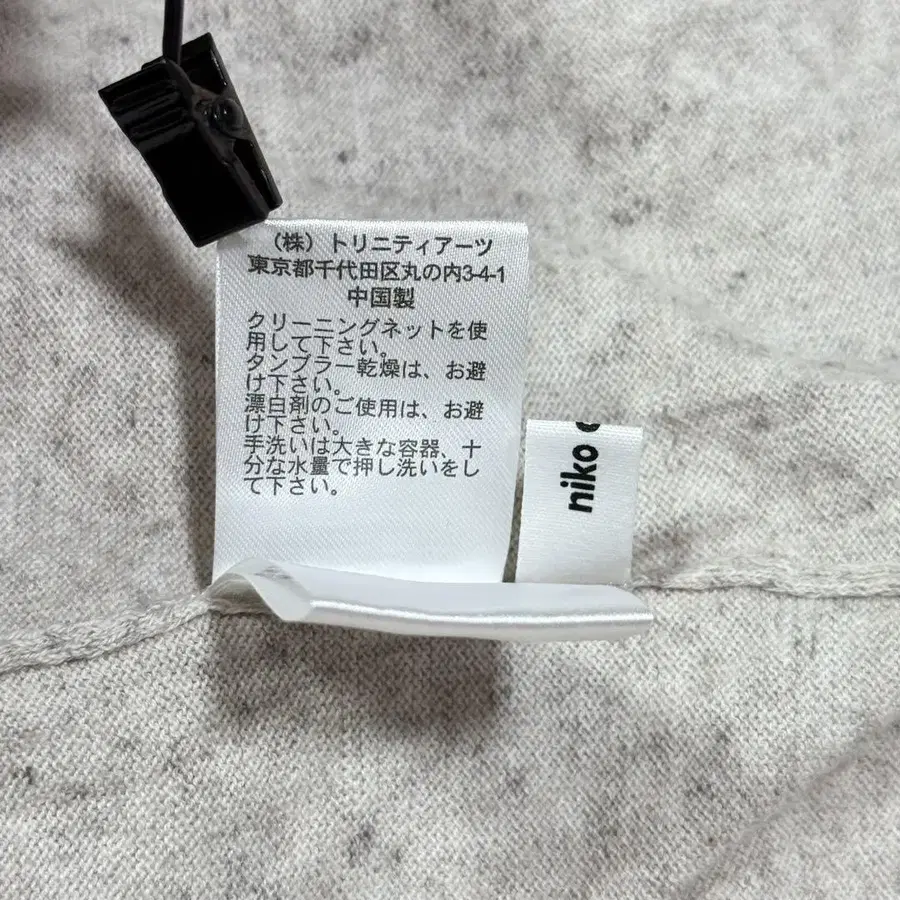 （株）トリニティアーツ
東京都千代田区丸の内3-4-1
中国製
クリーニングネットを使
用して下さい。
タンブラー乾燥は、お避
け下さい。
漂白剤のご使用は、お避
け下さい。
手洗いは大きな容器、十
分な水量で押し洗いをし
て下さい。
niko